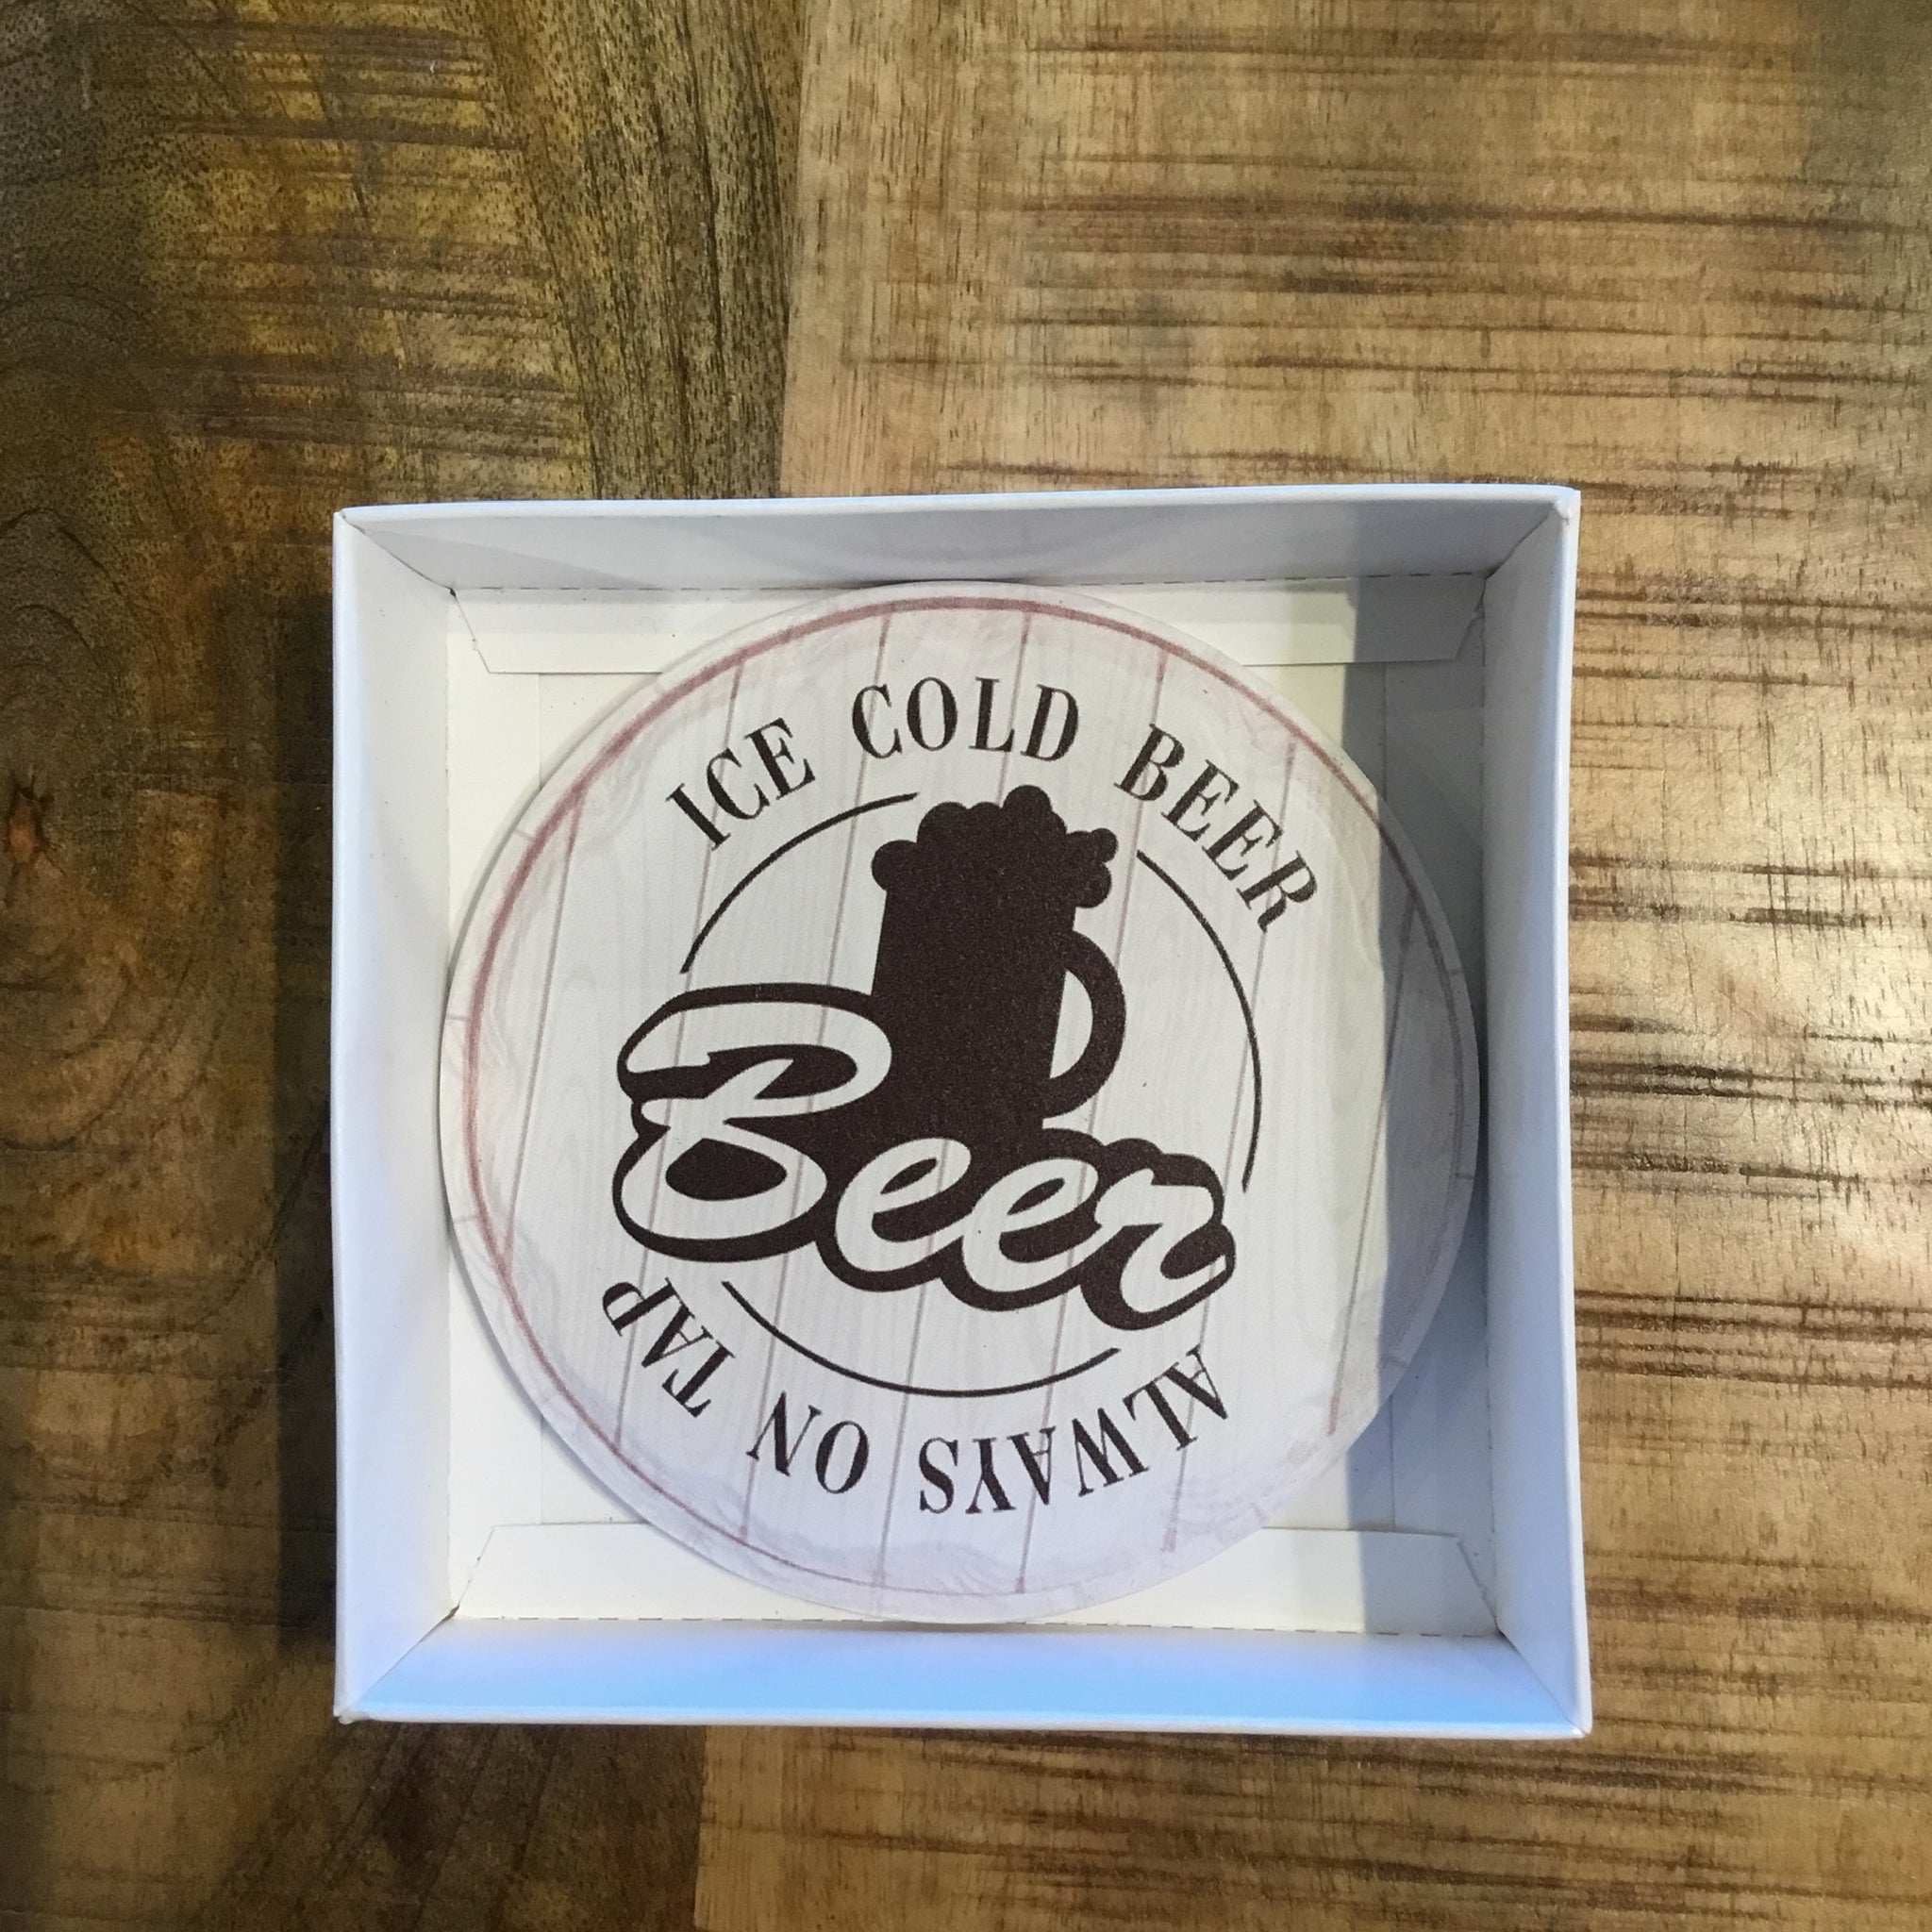 ICE COLD BEER
Beer
ALWAYS ON TAP